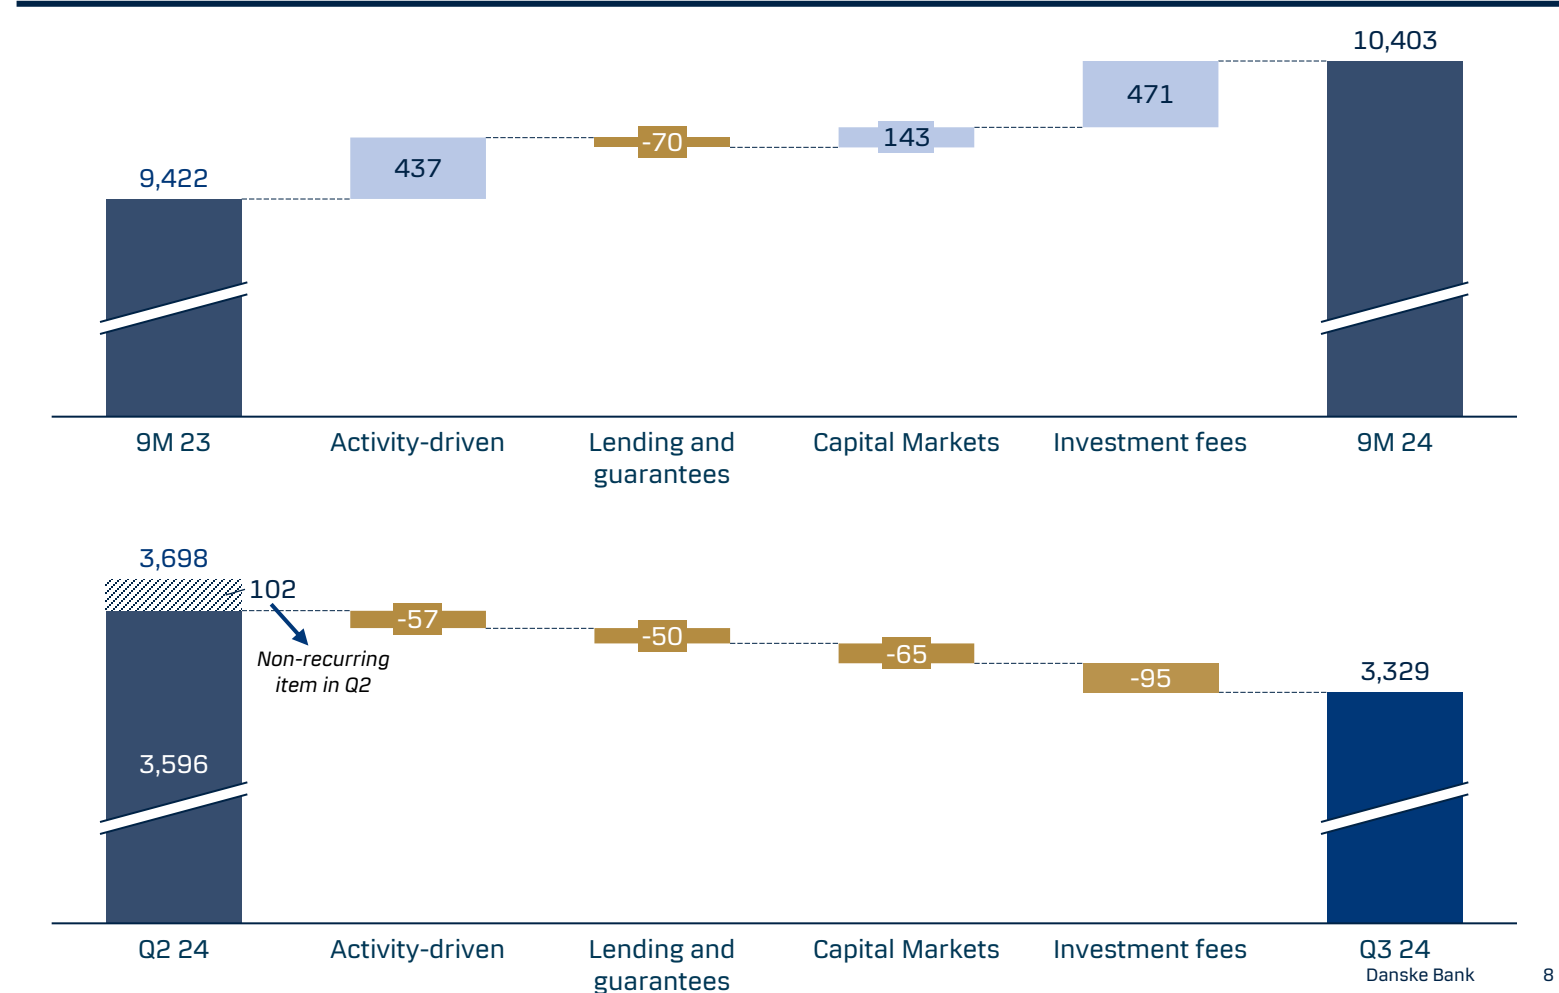 10,403
471
143
-70
437
9,422
9M 23
Activity-driven
Lending and
guarantees
Capital Markets
Investment fees
9M 24
3,698
102
Non-recurring
item in Q2
3,596
-57
-50
-65
-95
3,329
Q2 24
Activity-driven
Lending and
guarantees
Capital Markets
Investment fees
Q3 24
Danske Bank 8